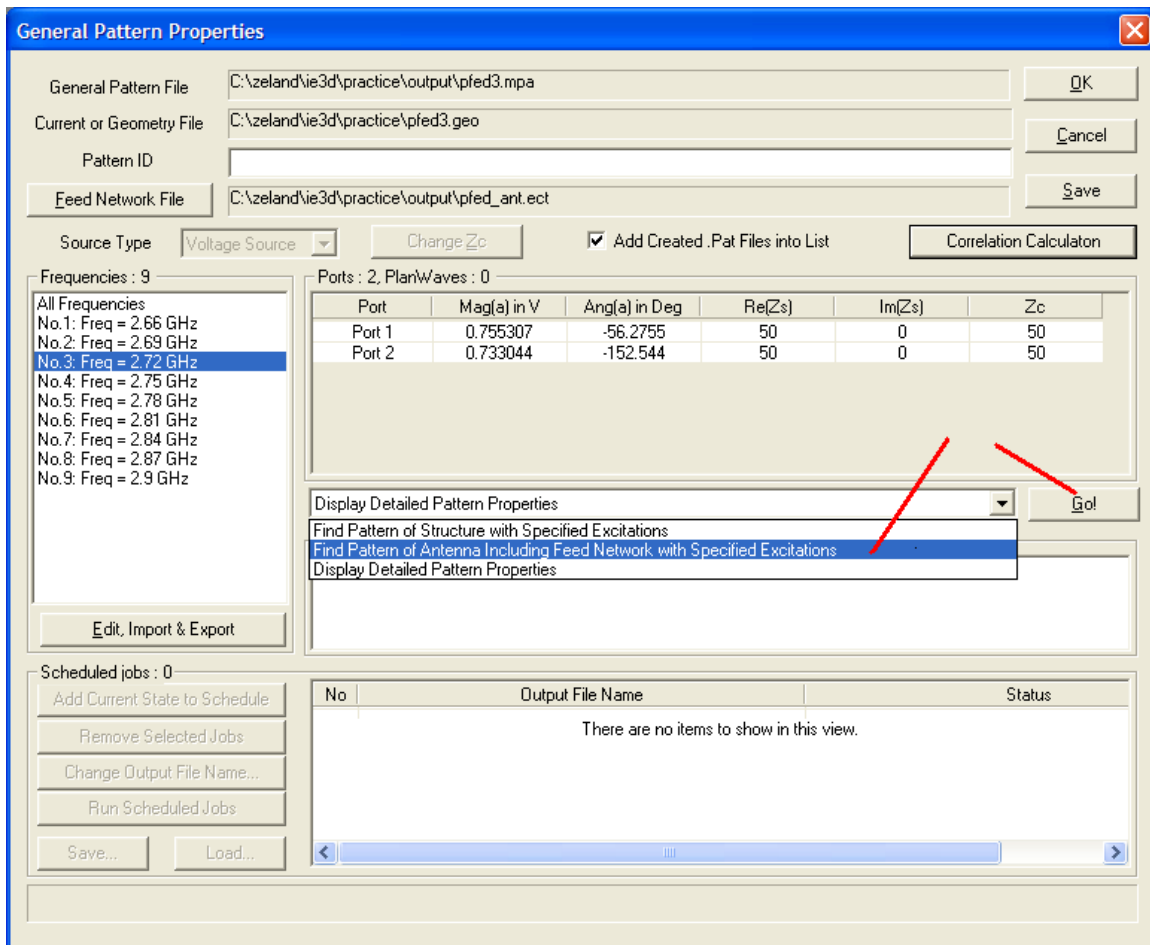 General Pattern Properties
General Pattern File
C:\zeland\ie3d\practice\output\pfed3.mpa
OK
Current or Geometry File
C:\zeland\ie3d\practice\pfed3.geo
Cancel
Pattern ID
Feed Network File
C:\zeland\ie3d\practice\output\pfed_ant.ect
Save
Source Type
Voltage Source
Change Zc
Add Created .Pat Files into List
Correlation Calculaton
Frequencies : 9
All Frequencies
No.1: Freq = 2.66 GHz
No.2: Freq = 2.69 GHz
No.3: Freq = 2.72 GHz
No.4: Freq = 2.75 GHz
No.5: Freq = 2.78 GHz
No.6: Freq = 2.81 GHz
No.7: Freq = 2.84 GHz
No.8: Freq = 2.87 GHz
No.9: Freq = 2.9 GHz
Edit, Import & Export
Ports : 2, PlanWaves : 0
Port Mag(a) in V Ang(a) in Deg Re(Zs) Im(Zs) Zc
Port 1 0.755307 -56.2755 50 0 50
Port 2 0.733044 -152.544 50 0 50
Display Detailed Pattern Properties
Go!
Find Pattern of Structure with Specified Excitations
Find Pattern of Antenna Including Feed Network with Specified Excitations
Display Detailed Pattern Properties
Scheduled jobs : 0
Add Current State to Schedule
Remove Selected Jobs
Change Output File Name...
Run Scheduled Jobs
Save...
Load...
No Output File Name Status
There are no items to show in this view.